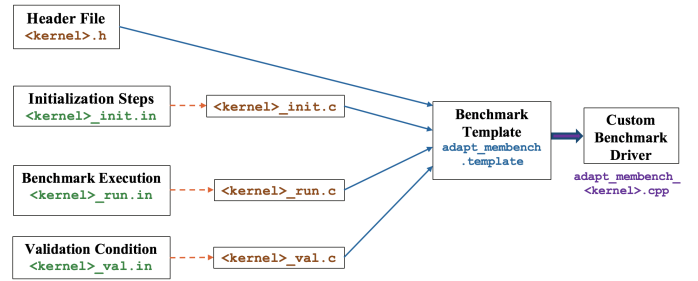 Header File
<kernel>.h
Initialization Steps
<kernel>_init.in
<kernel>_init.c
Benchmark Execution
<kernel>_run.in
<kernel>_run.c
Validation Condition
<kernel>_val.in
<kernel>_val.c
Benchmark
Template
adapt_membench
.template
Custom
Benchmark
Driver
adapt_membench_
<kernel>.cpp